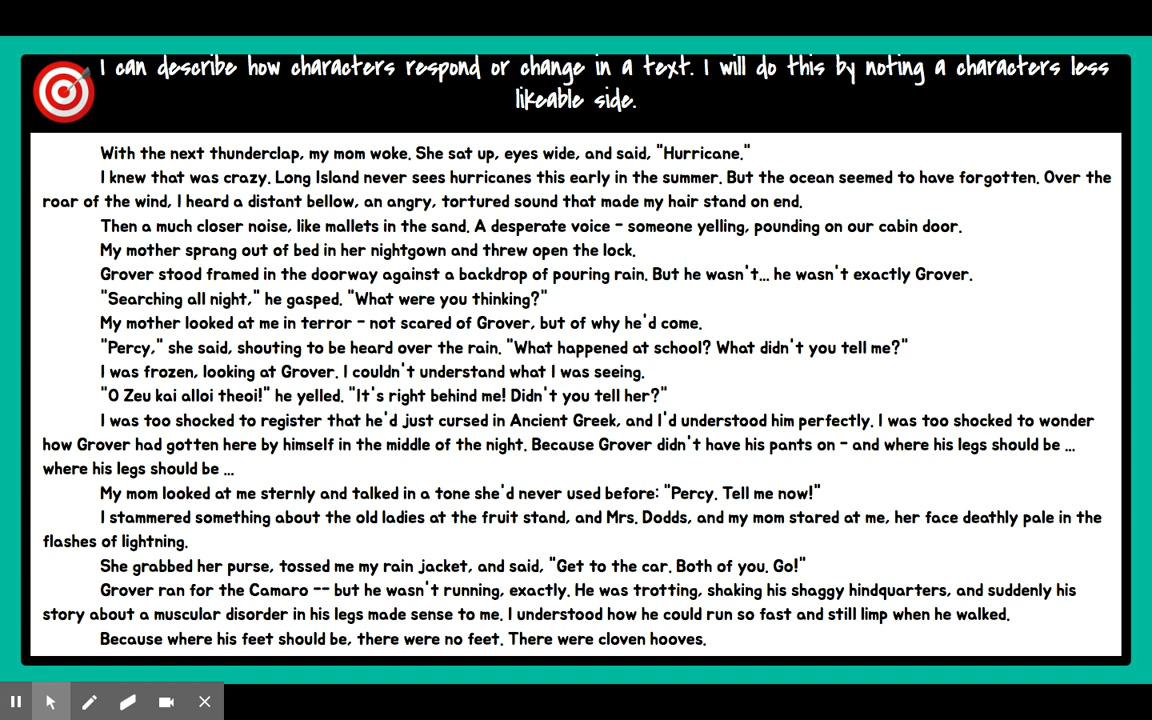 I can describe how characters respond or change in a text. I will do this by noting a characters less
likeable side.
With the next thunderclap, my mom woke. She sat up, eyes wide, and said, "Hurricane."
I knew that was crazy. Long Island never sees hurricanes this early in the summer. But the ocean seemed to have forgotten. Over the
roar of the wind, I heard a distant bellow, an angry, tortured sound that made my hair stand on end.
Then a much closer noise, like mallets in the sand. A desperate voice - someone yelling, pounding on our cabin door.
My mother sprang out of bed in her nightgown and threw open the lock.
Grover stood framed in the doorway against a backdrop of pouring rain. But he wasn't... he wasn't exactly Grover.
"Searching all night," he gasped. "What were you thinking?"
My mother looked at me in terror - not scared of Grover, but of why he'd come.
"Percy," she said, shouting to be heard over the rain. "What happened at school? What didn't you tell me?"
I was frozen, looking at Grover. I couldn't understand what I was seeing.
"O Zeu kai alloi theoi!" he yelled. "It's right behind me! Didn't you tell her?"
I was too shocked to register that he'd just cursed in Ancient Greek, and I'd understood him perfectly. I was too shocked to wonder
how Grover had gotten here by himself in the middle of the night. Because Grover didn't have his pants on - and where his legs should be ...
where his legs should be ...
My mom looked at me sternly and talked in a tone she'd never used before: "Percy. Tell me now!"
I stammered something about the old ladies at the fruit stand, and Mrs. Dodds, and my mom stared at me, her face deathly pale in the
flashes of lightning.
She grabbed her purse, tossed me my rain jacket, and said, "Get to the car. Both of you. Go!"
Grover ran for the Camaro -- but he wasn't running, exactly. He was trotting, shaking his shaggy hindquarters, and suddenly his
story about a muscular disorder in his legs made sense to me. I understood how he could run so fast and still limp when he walked.
Because where his feet should be, there were no feet. There were cloven hooves.